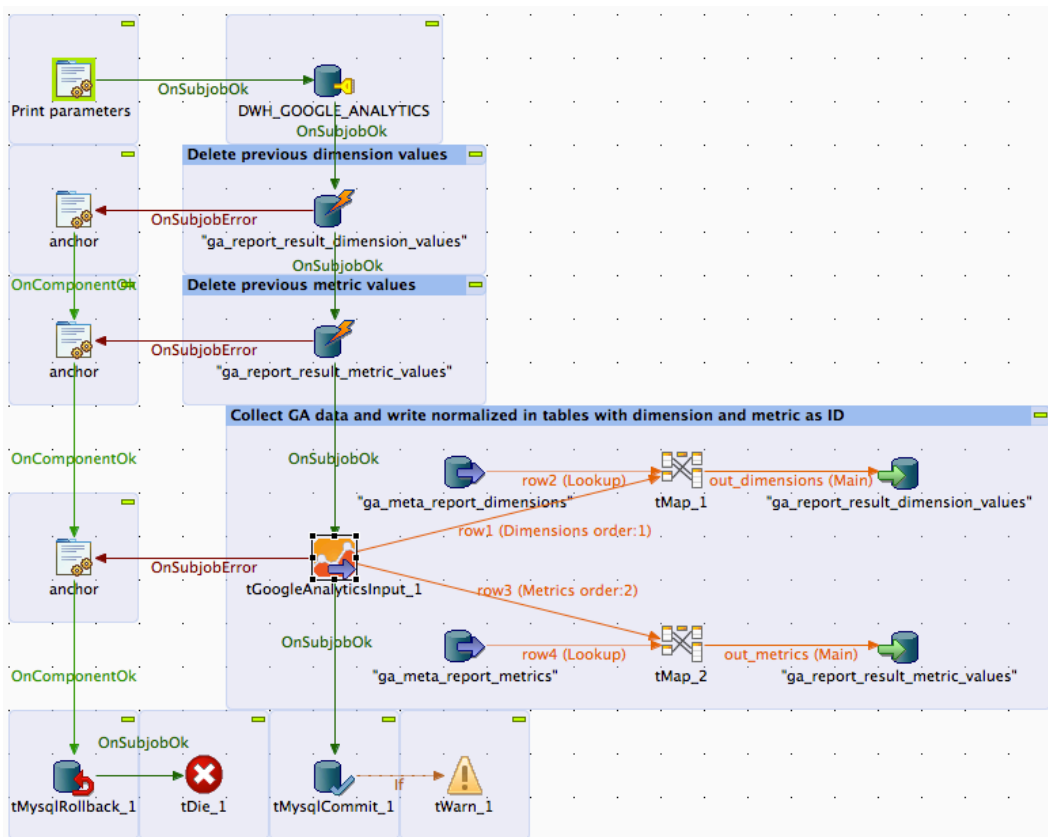 OnSubjobOk
Print parameters
DWH_GOOGLE_ANALYTICS
OnSubjobOk
Delete previous dimension values
OnSubjobError
anchor
"ga_report_result_dimension_values"
OnSubjobOk
OnComponentOk
Delete previous metric values
OnSubjobError
anchor
"ga_report_result_metric_values"
Collect GA data and write normalized in tables with dimension and metric as ID
OnComponentOk
OnSubjobOk
row2 (Lookup)
out_dimensions (Main)
"ga_meta_report_dimensions"
tMap_1
"ga_report_result_dimension_values"
row1 (Dimensions order:1)
OnSubjobError
anchor
tGoogleAnalyticsInput_1
row3 (Metrics order:2)
OnSubjobOk
row4 (Lookup)
out_metrics (Main)
OnComponentOk
"ga_meta_report_metrics"
tMap_2
"ga_report_result_metric_values"
OnSubjobOk
If
tMysqlRollback_1
tDie_1
tMysqlCommit_1
tWarn_1